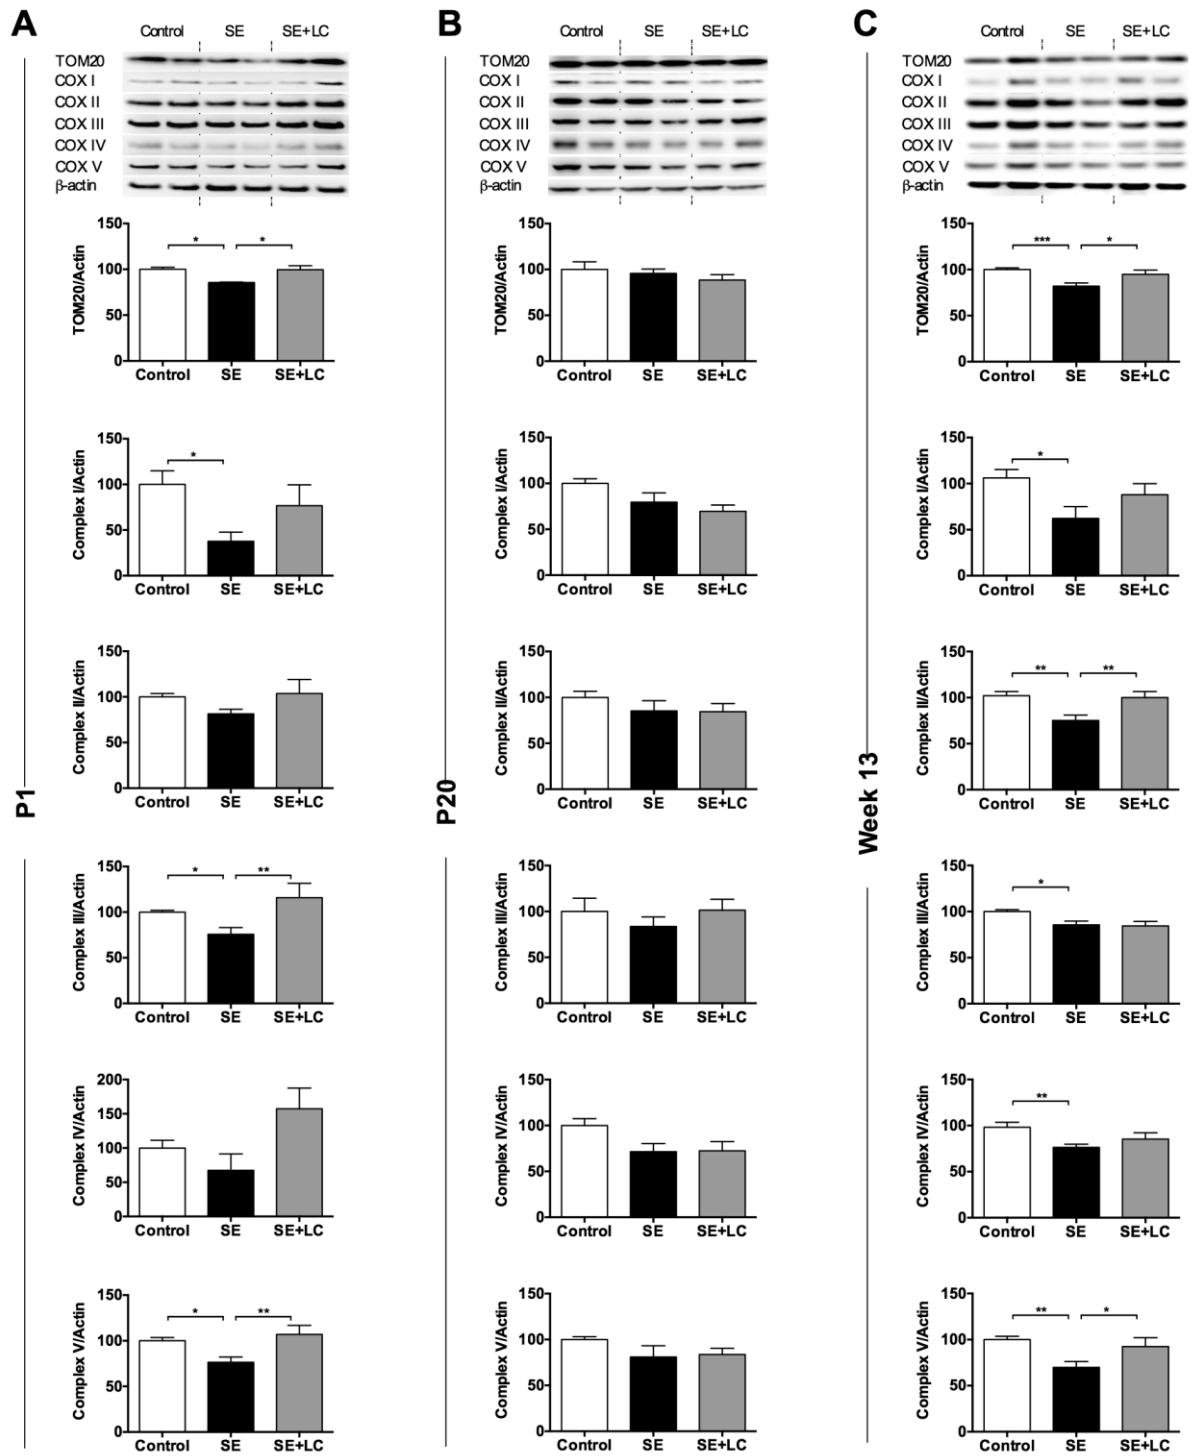 A
Control SE SE+LC
TOM20
COX I
COX II
COX III
COX IV
COX V
β-actin
P1
150
100
50
0
TOM20/Actin
*
*
Control SE SE+LC
150
100
50
0
Complex I/Actin
*
Control SE SE+LC
150
100
50
0
Complex II/Actin
Control SE SE+LC
150
100
50
0
Complex III/Actin
*
**
Control SE SE+LC
200
150
100
50
0
Complex IV/Actin
Control SE SE+LC
150
100
50
0
Complex V/Actin
*
**
Control SE SE+LC
B
Control SE SE+LC
TOM20
COX I
COX II
COX III
COX IV
COX V
β-actin
P20
150
100
50
0
TOM20/Actin
Control SE SE+LC
150
100
50
0
Complex I/Actin
Control SE SE+LC
150
100
50
0
Complex II/Actin
Control SE SE+LC
150
100
50
0
Complex III/Actin
Control SE SE+LC
150
100
50
0
Complex IV/Actin
Control SE SE+LC
150
100
50
0
Complex V/Actin
Control SE SE+LC
C
Control SE SE+LC
TOM20
COX I
COX II
COX III
COX IV
COX V
β-actin
Week 13
150
100
50
0
TOM20/Actin
***
*
Control SE SE+LC
150
100
50
0
Complex I/Actin
*
Control SE SE+LC
150
100
50
0
Complex II/Actin
**
**
Control SE SE+LC
150
100
50
0
Complex III/Actin
*
Control SE SE+LC
150
100
50
0
Complex IV/Actin
**
Control SE SE+LC
150
100
50
0
Complex V/Actin
**
*
Control SE SE+LC